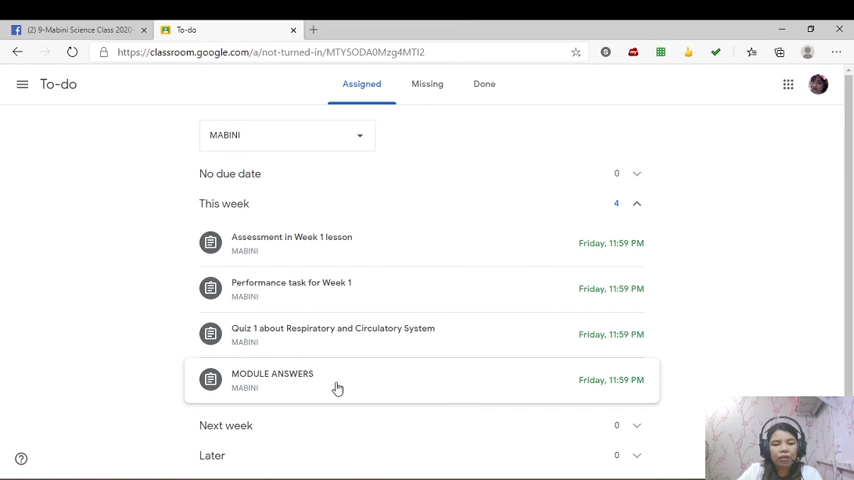 (2) 9-Mabini Science Class 2020-
To-do
https://classroom.google.com/a/not-turned-in/MTY5ODA0Mzg4MTI2
To-do
Assigned
Missing
Done
MABINI
No due date
0
This week
4
Assessment in Week 1 lesson
MABINI
Friday, 11:59 PM
Performance task for Week 1
MABINI
Friday, 11:59 PM
Quiz 1 about Respiratory and Circulatory System
MABINI
Friday, 11:59 PM
MODULE ANSWERS
MABINI
Friday, 11:59 PM
Next week
0
Later
0